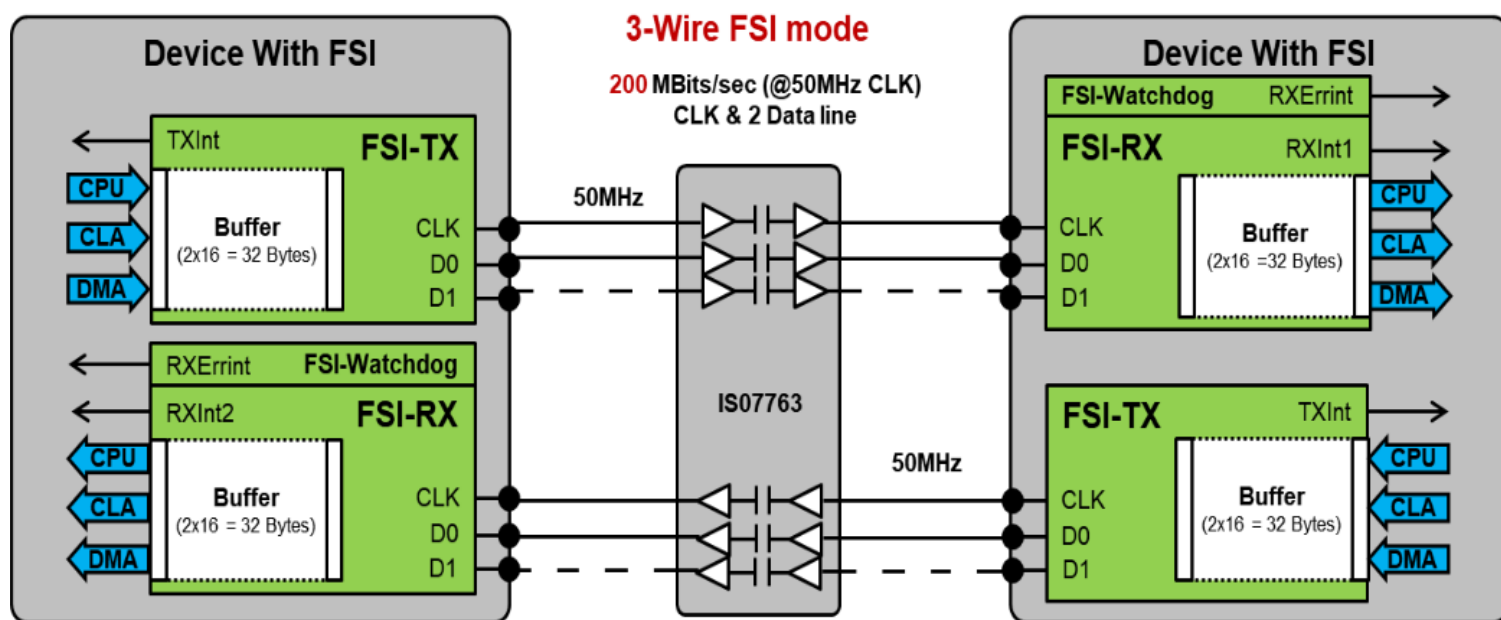 3-Wire FSI mode
200 MBits/sec (@50MHz CLK)
CLK & 2 Data line
Device With FSI
TXInt
FSI-TX
CPU
CLA
DMA
Buffer
(2x16 = 32 Bytes)
CLK
D0
D1
RXErrint
FSI-Watchdog
RXInt2
FSI-RX
CPU
CLA
DMA
Buffer
(2x16 = 32 Bytes)
CLK
D0
D1
50MHz
IS07763
50MHz
Device With FSI
FSI-Watchdog
RXErrint
FSI-RX
RXInt1
CLK
D0
D1
Buffer
(2x16 =32 Bytes)
CPU
CLA
DMA
FSI-TX
TXInt
CLK
D0
D1
Buffer
(2x16 = 32 Bytes)
CPU
CLA
DMA